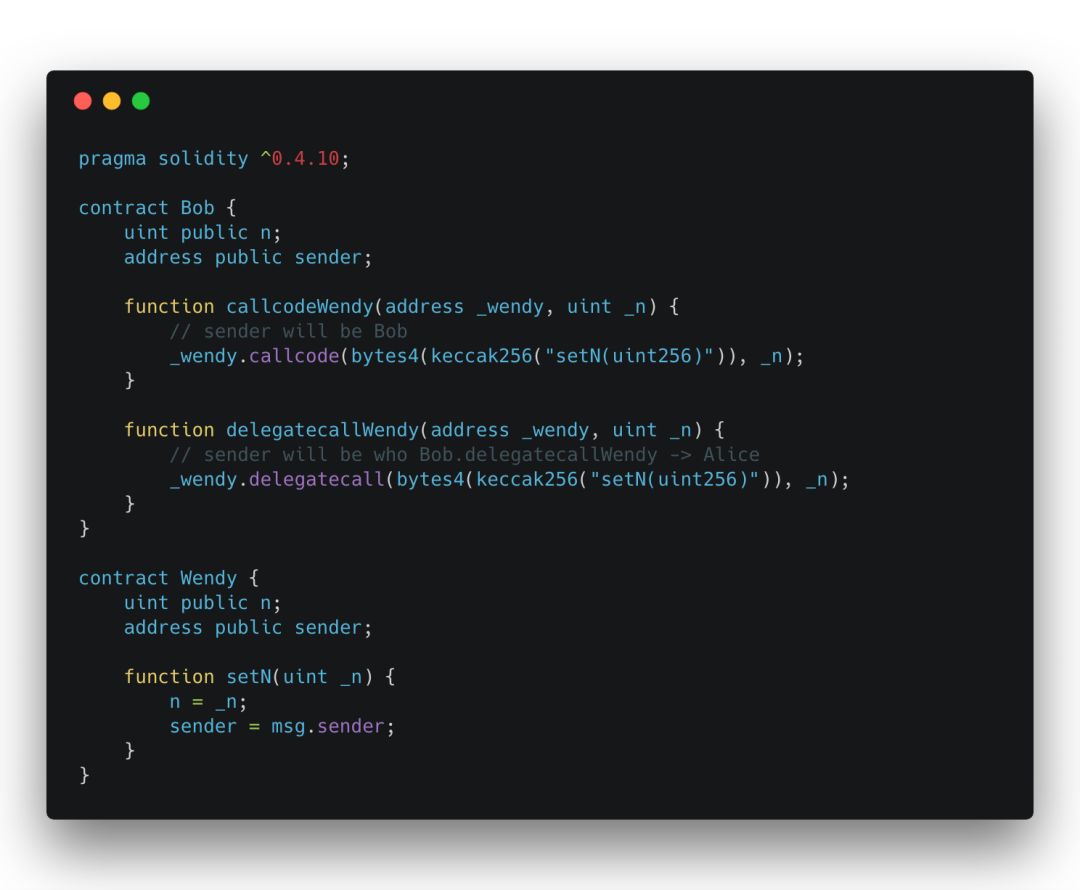 pragma solidity ^0.4.10;

contract Bob {
    uint public n;
    address public sender;

    function callcodeWendy(address _wendy, uint _n) {
        // sender will be Bob
        _wendy.callcode(bytes4(keccak256("setN(uint256)")), _n);
    }

    function delegatecallWendy(address _wendy, uint _n) {
        // sender will be who Bob.delegatecallWendy -> Alice
        _wendy.delegatecall(bytes4(keccak256("setN(uint256)")), _n);
    }
}

contract Wendy {
    uint public n;
    address public sender;

    function setN(uint _n) {
        n = _n;
        sender = msg.sender;
    }
}